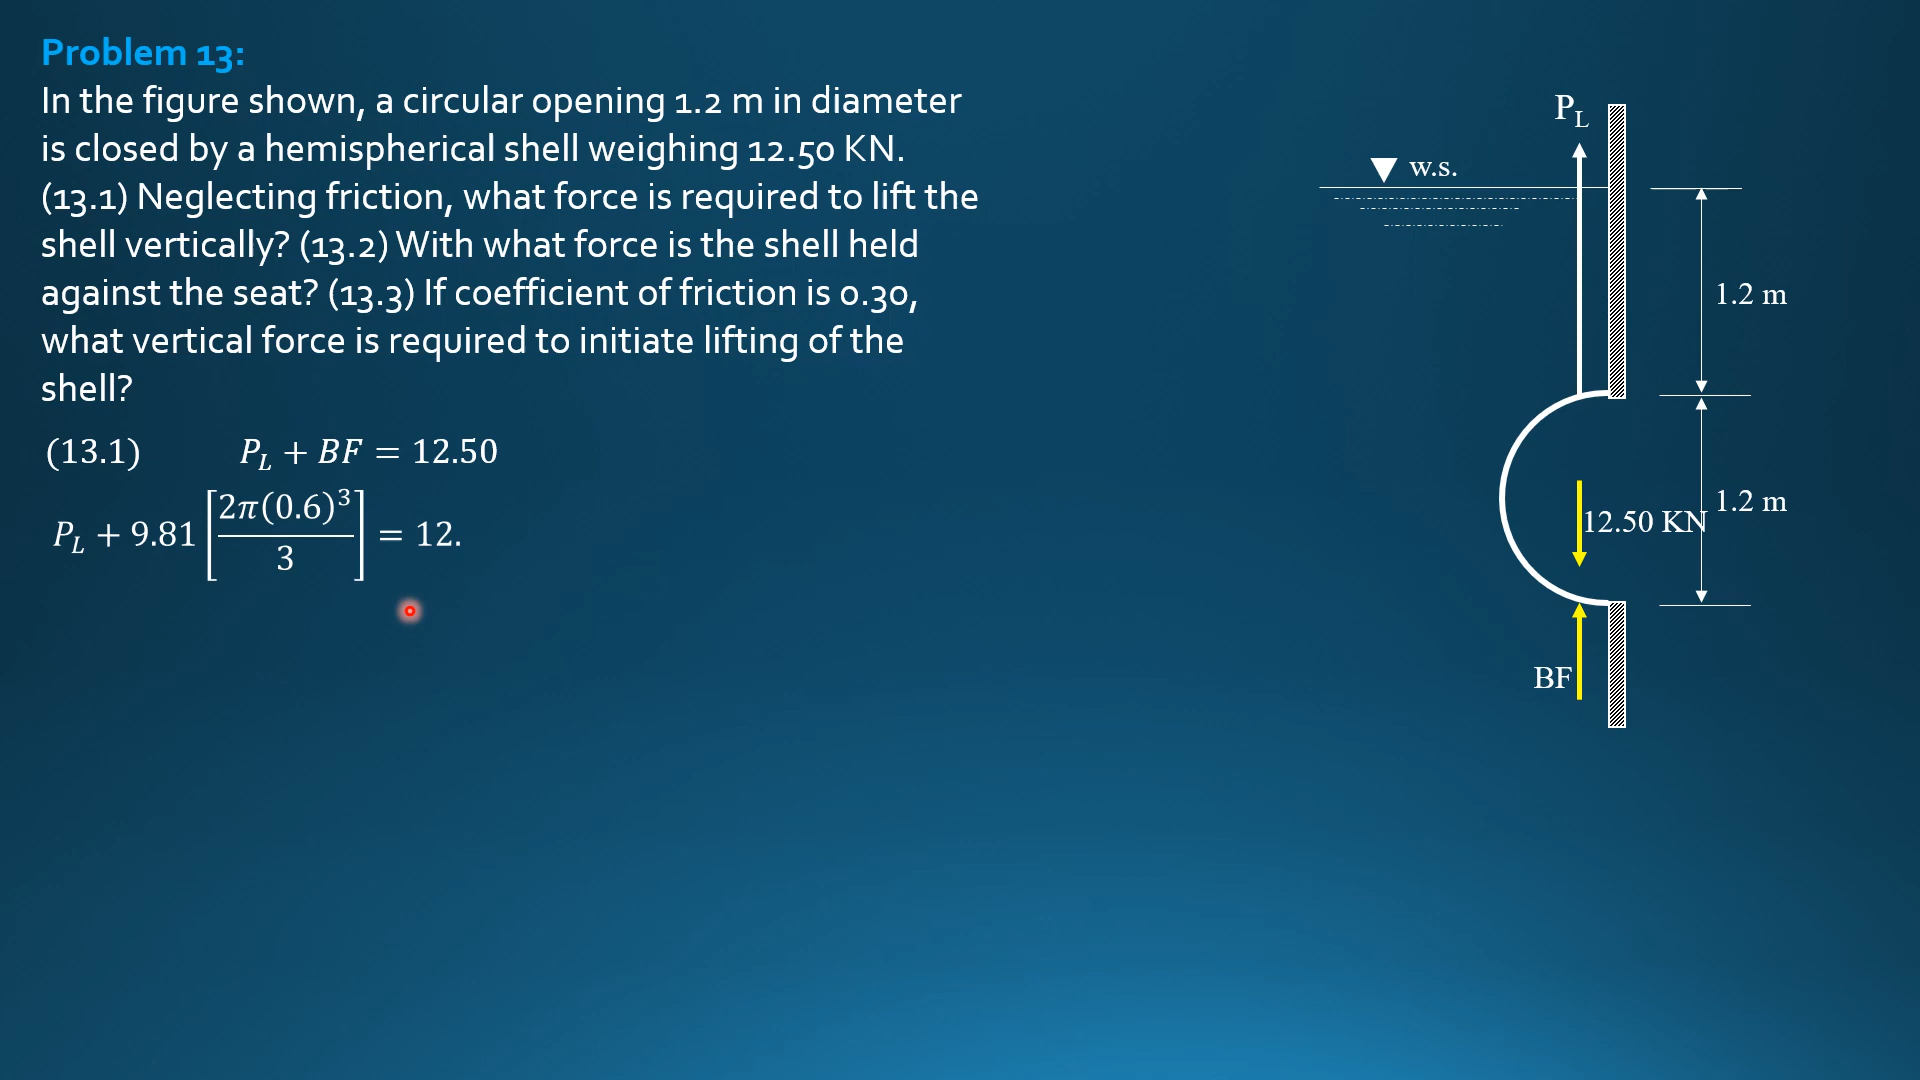 Problem 13:
In the figure shown, a circular opening 1.2 m in diameter
is closed by a hemispherical shell weighing 12.50 KN.
(13.1) Neglecting friction, what force is required to lift the
shell vertically? (13.2) With what force is the shell held
against the seat? (13.3) If coefficient of friction is 0.30,
what vertical force is required to initiate lifting of the
shell?
(13.1) P_L + BF = 12.50
P_L + 9.81 [2π(0.6)³/3] = 12.
P_L
w.s.
1.2 m
1.2 m
12.50 KN
BF